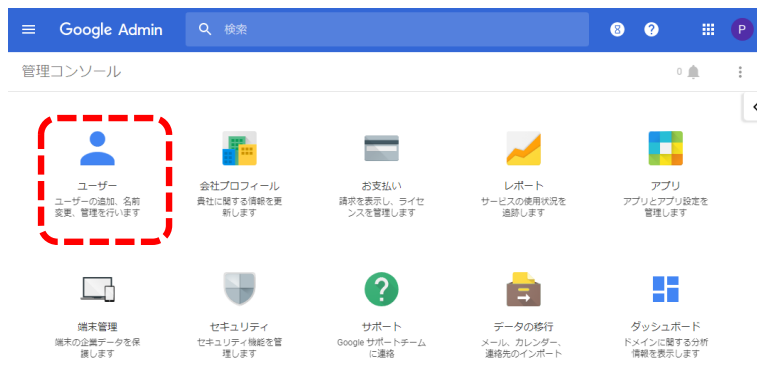 Google Admin
検索
8
?
P
管理コンソール
0
ユーザー
ユーザーの追加、名前
変更、管理を行います
会社プロフィール
貴社に関する情報を更
新します
お支払い
請求を表示し、ライセ
ンスを管理します
レポート
サービスの使用状況を
追跡します
アプリ
アプリとアプリ設定を
管理します
端末管理
端末の企業データを保
護します
セキュリティ
セキュリティ機能を管
理します
?
サポート
Google サポートチーム
に連絡
データの移行
メール、カレンダー、
連絡先のインポート
ダッシュボード
ドメインに関する分析
情報を表示します